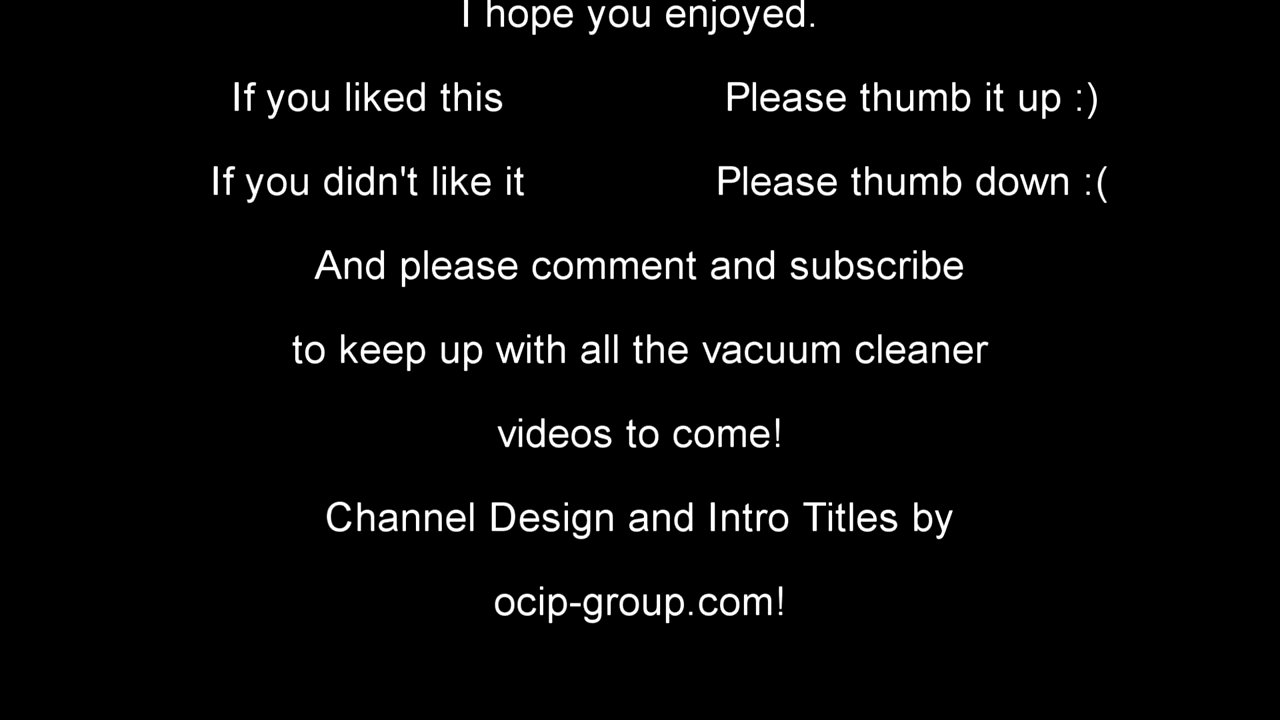 I hope you enjoyed.
If you liked this Please thumb it up :)
If you didn't like it Please thumb down :(
And please comment and subscribe
to keep up with all the vacuum cleaner
videos to come!
Channel Design and Intro Titles by
ocip-group.com!